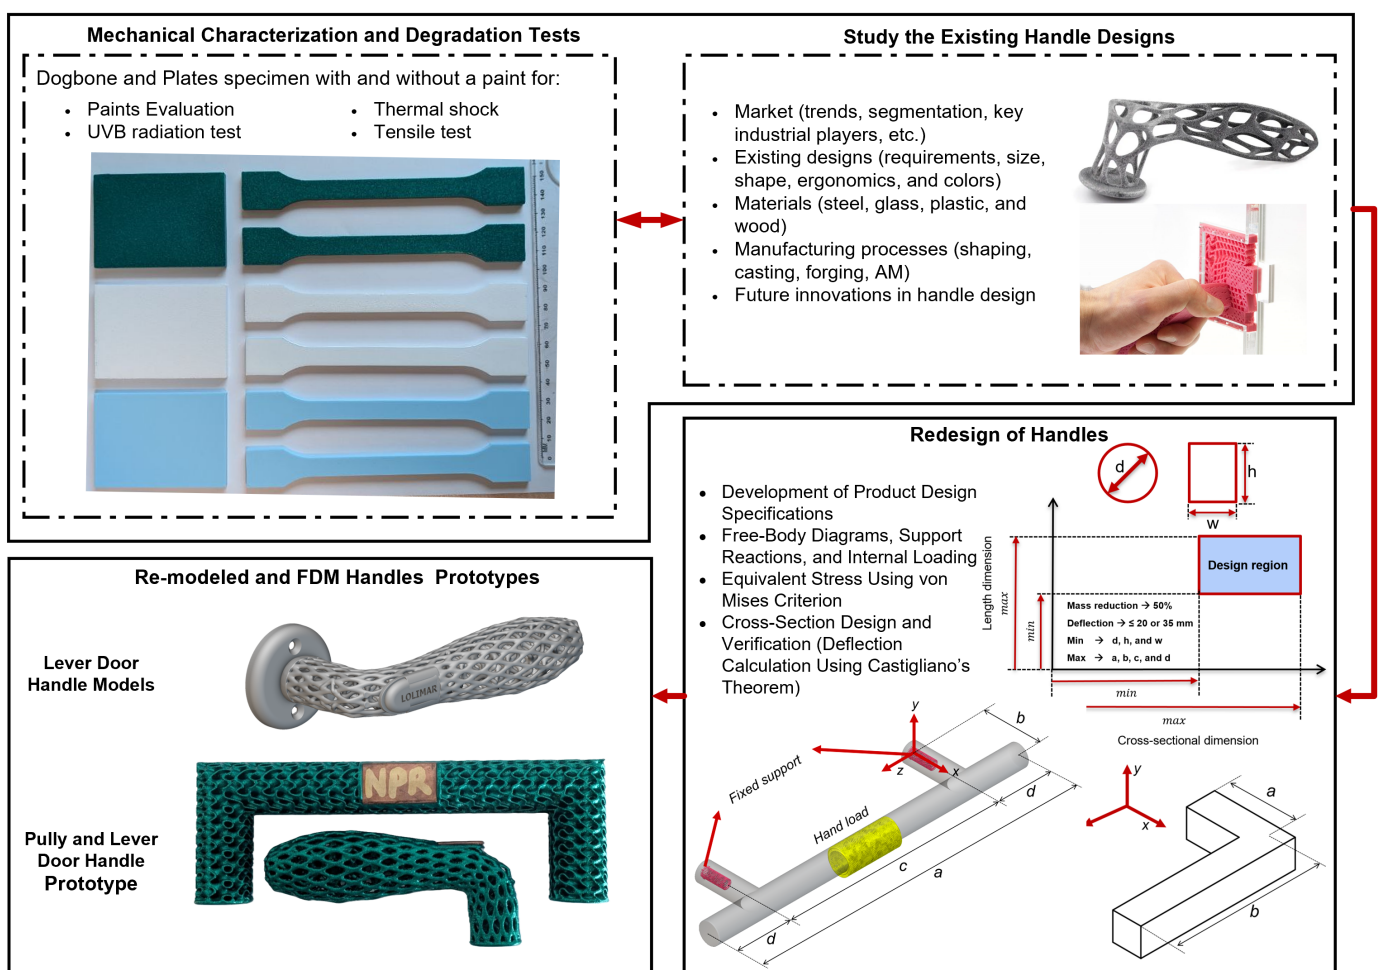 Mechanical Characterization and Degradation Tests
Dogbone and Plates specimen with and without a paint for:
• Paints Evaluation
• UVB radiation test
• Thermal shock
• Tensile test
Study the Existing Handle Designs
• Market (trends, segmentation, key
industrial players, etc.)
• Existing designs (requirements, size,
shape, ergonomics, and colors)
• Materials (steel, glass, plastic, and
wood)
• Manufacturing processes (shaping,
casting, forging, AM)
• Future innovations in handle design
Redesign of Handles
• Development of Product Design
Specifications
• Free-Body Diagrams, Support
Reactions, and Internal Loading
• Equivalent Stress Using von
Mises Criterion
• Cross-Section Design and
Verification (Deflection
Calculation Using Castigliano's
Theorem)
d
h
w
Length dimension
max
min
Design region
Mass reduction → 50%
Deflection → ≤ 20 or 35 mm
Min → d, h, and w
Max → a, b, c, and d
min
max
Cross-sectional dimension
Fixed support
Hand load
y
z
x
b
d
c
a
d
y
x
a
b
Re-modeled and FDM Handles Prototypes
Lever Door
Handle Models
LOLIMAR
Pully and Lever
Door Handle
Prototype
NPR